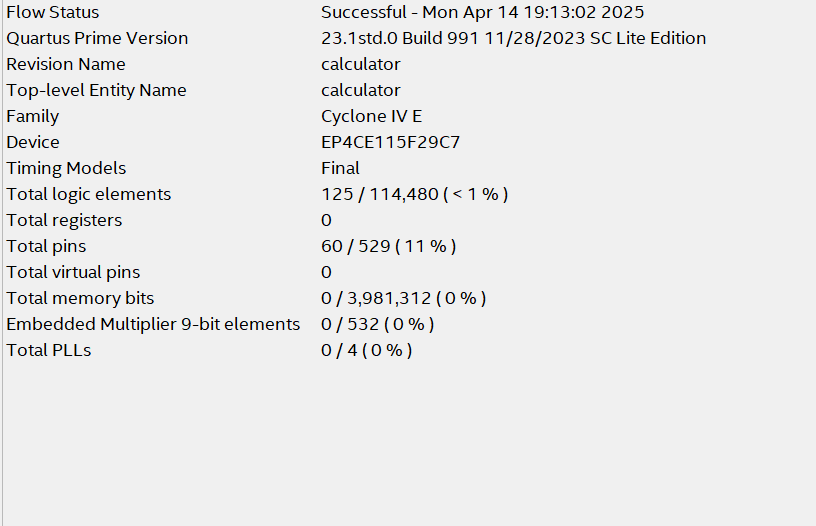 Flow Status Successful - Mon Apr 14 19:13:02 2025
Quartus Prime Version 23.1std.0 Build 991 11/28/2023 SC Lite Edition
Revision Name calculator
Top-level Entity Name calculator
Family Cyclone IV E
Device EP4CE115F29C7
Timing Models Final
Total logic elements 125 / 114,480 ( < 1 % )
Total registers 0
Total pins 60 / 529 ( 11 % )
Total virtual pins 0
Total memory bits 0 / 3,981,312 ( 0 % )
Embedded Multiplier 9-bit elements 0 / 532 ( 0 % )
Total PLLs 0 / 4 ( 0 % )